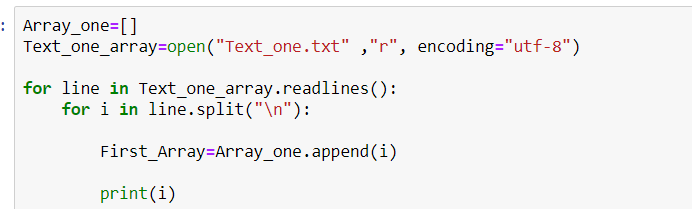 : Array_one=[]
Text_one_array=open("Text_one.txt" ,"r", encoding="utf-8")
for line in Text_one_array.readlines():
    for i in line.split("\n"):
        First_Array=Array_one.append(i)
        print(i)